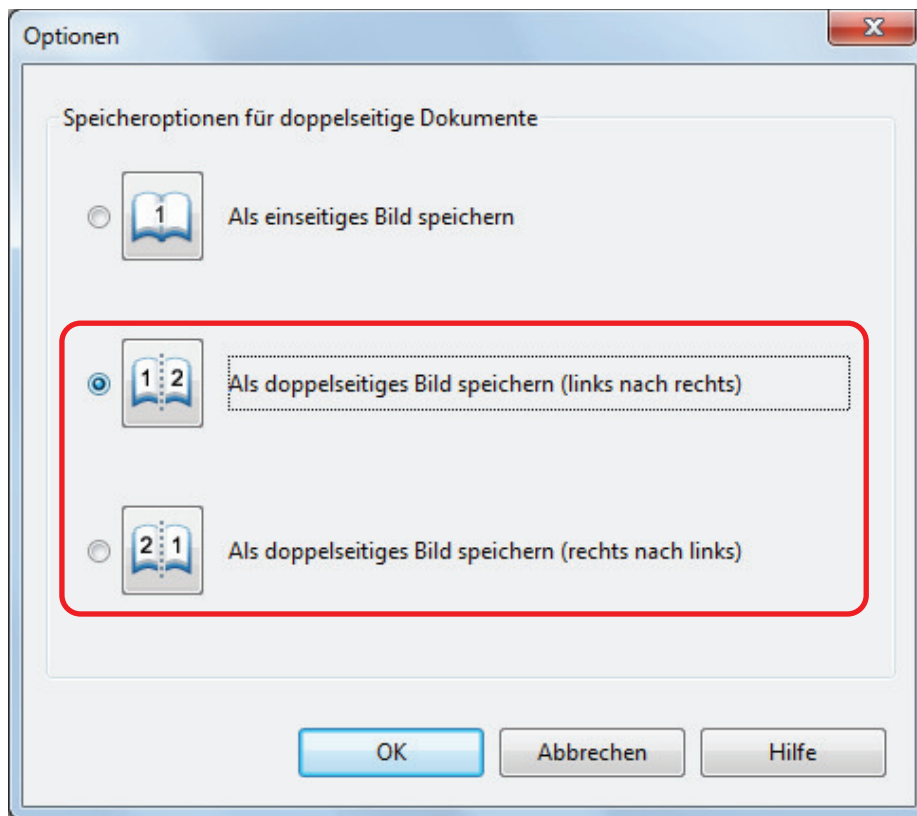 Optionen
Speicheroptionen für doppelseitige Dokumente
1
Als einseitiges Bild speichern
1 2
Als doppelseitiges Bild speichern (links nach rechts)
2 1
Als doppelseitiges Bild speichern (rechts nach links)
OK Abbrechen Hilfe